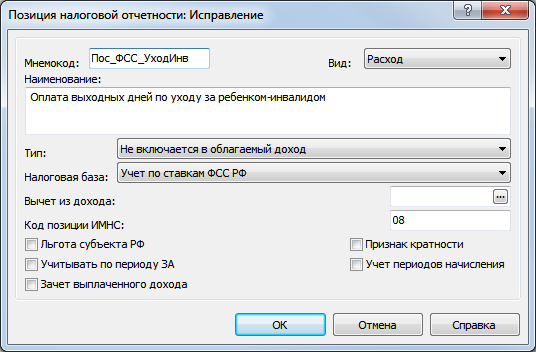 Позиция налоговой отчетности: Исправление
Мнемокод: Пос_ФСС_УходИнв Вид: Расход
Наименование:
Оплата выходных дней по уходу за ребенком-инвалидом
Тип: Не включается в облагаемый доход
Налоговая база: Учет по ставкам ФСС РФ
Вычет из дохода: ...
Код позиции ИМНС: 08
Льгота субъекта РФ Признак кратности
Учитывать по периоду ЗА Учет периодов начисления
Зачет выплаченного дохода
ОК Отмена Справка